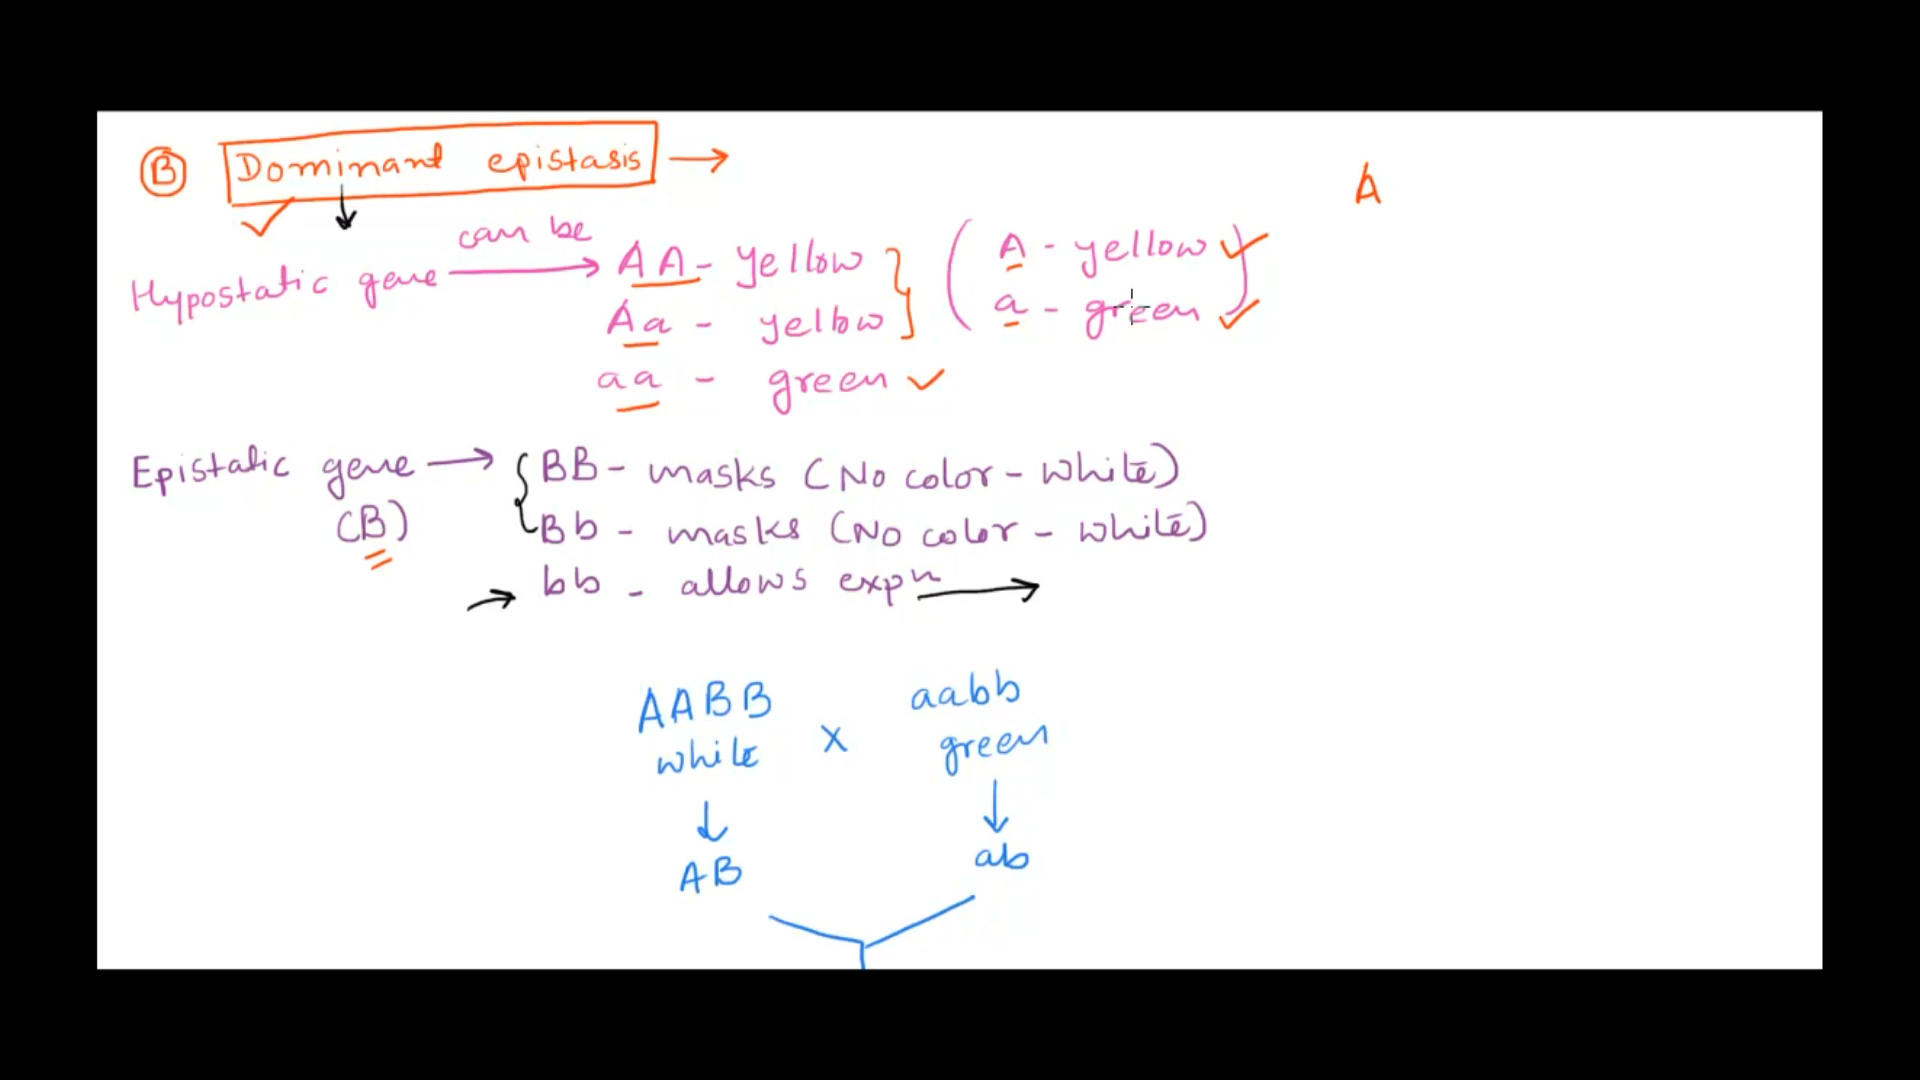 B Dominant epistasis → A
Hypostatic gene can be → AA - yellow } ( A - yellow )
Aa - yellow a - green
aa - green
Epistatic gene → { BB - masks (No color - white)
(B) Bb - masks (No color - white)
→ bb - allows expn →
AABB x aabb
white green
↓ ↓
AB ab